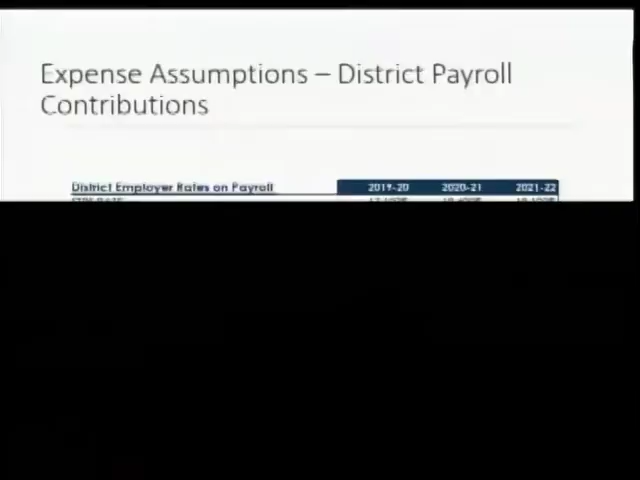 Expense Assumptions – District Payroll
Contributions
District Employer Rates on Payroll 2019-20 2020-21 2021-22